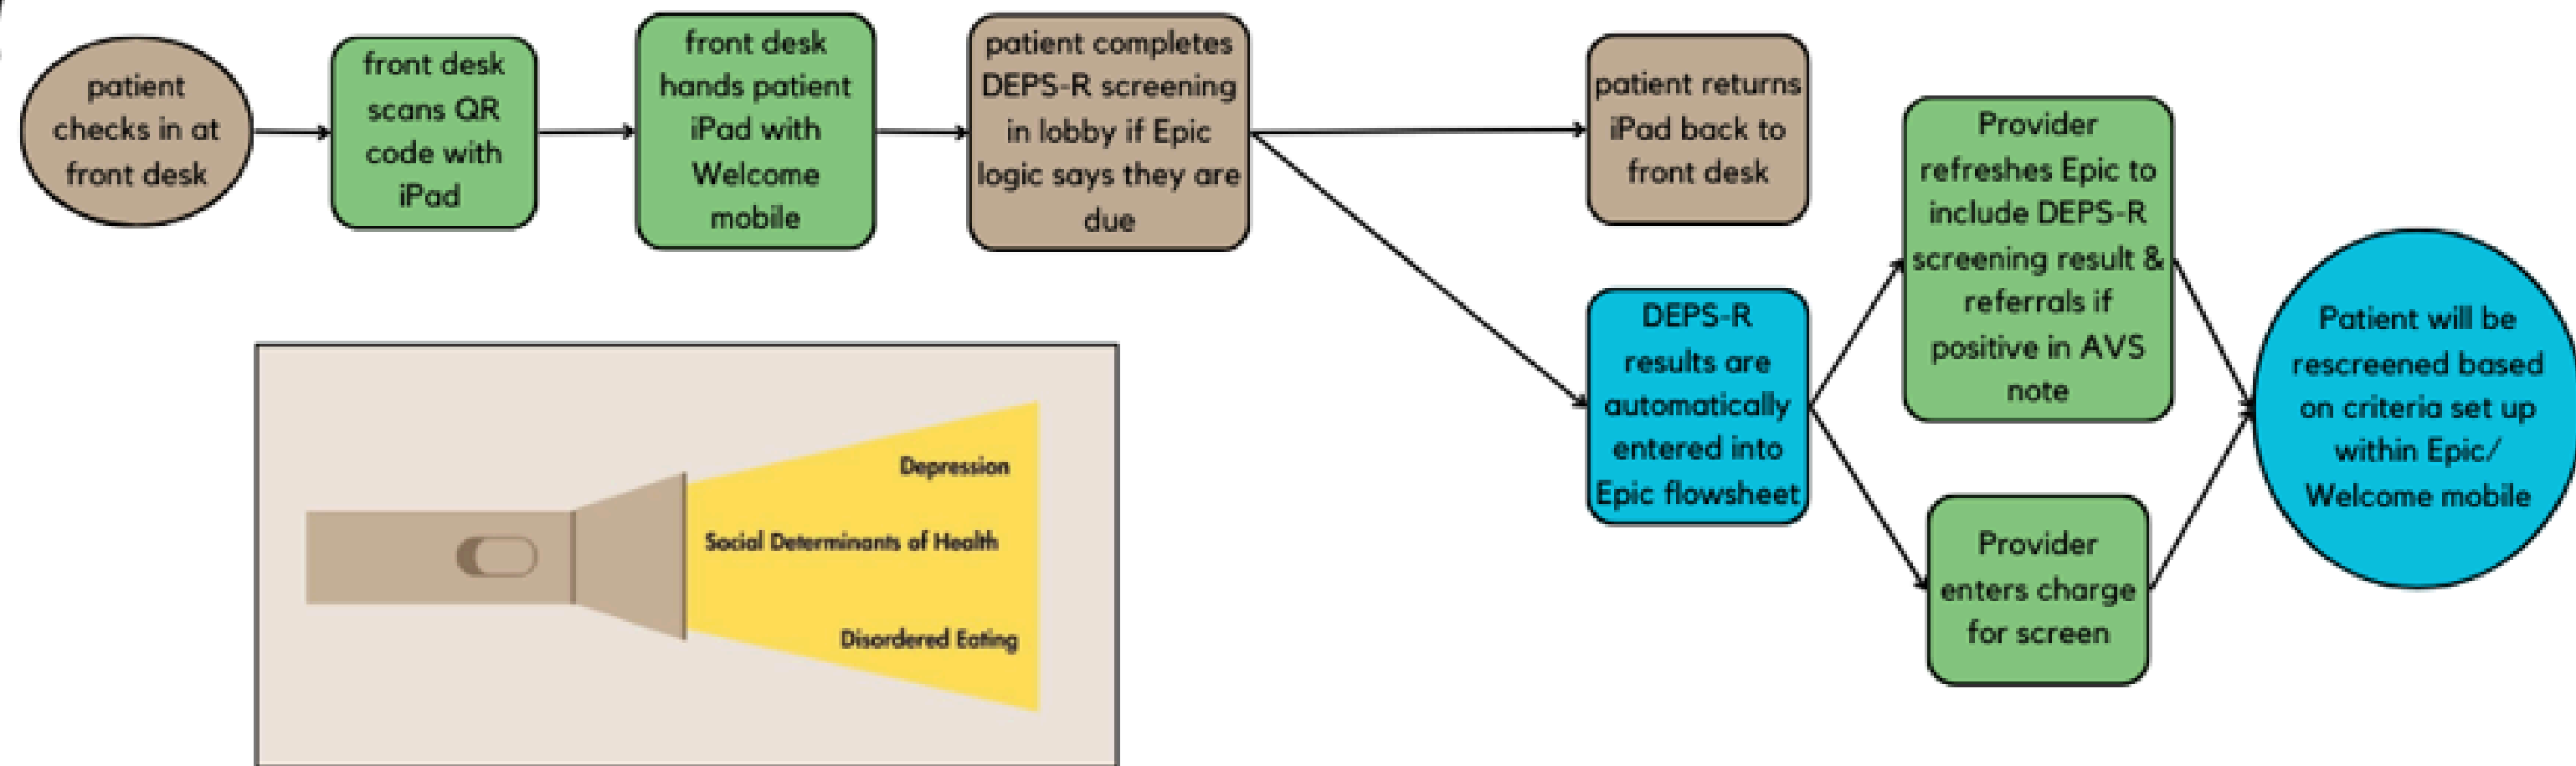 patient
checks in at
front desk
front desk
scans QR
code with
iPad
front desk
hands patient
iPad with
Welcome
mobile
patient completes
DEPS-R screening
in lobby if Epic
logic says they are
due
patient returns
iPad back to
front desk
DEPS-R
results are
automatically
entered into
Epic flowsheet
Provider
refreshes Epic to
include DEPS-R
screening result &
referrals if
positive in AVS
note
Provider
enters charge
for screen
Patient will be
rescreened based
on criteria set up
within Epic/
Welcome mobile
Depression
Social Determinants of Health
Disordered Eating